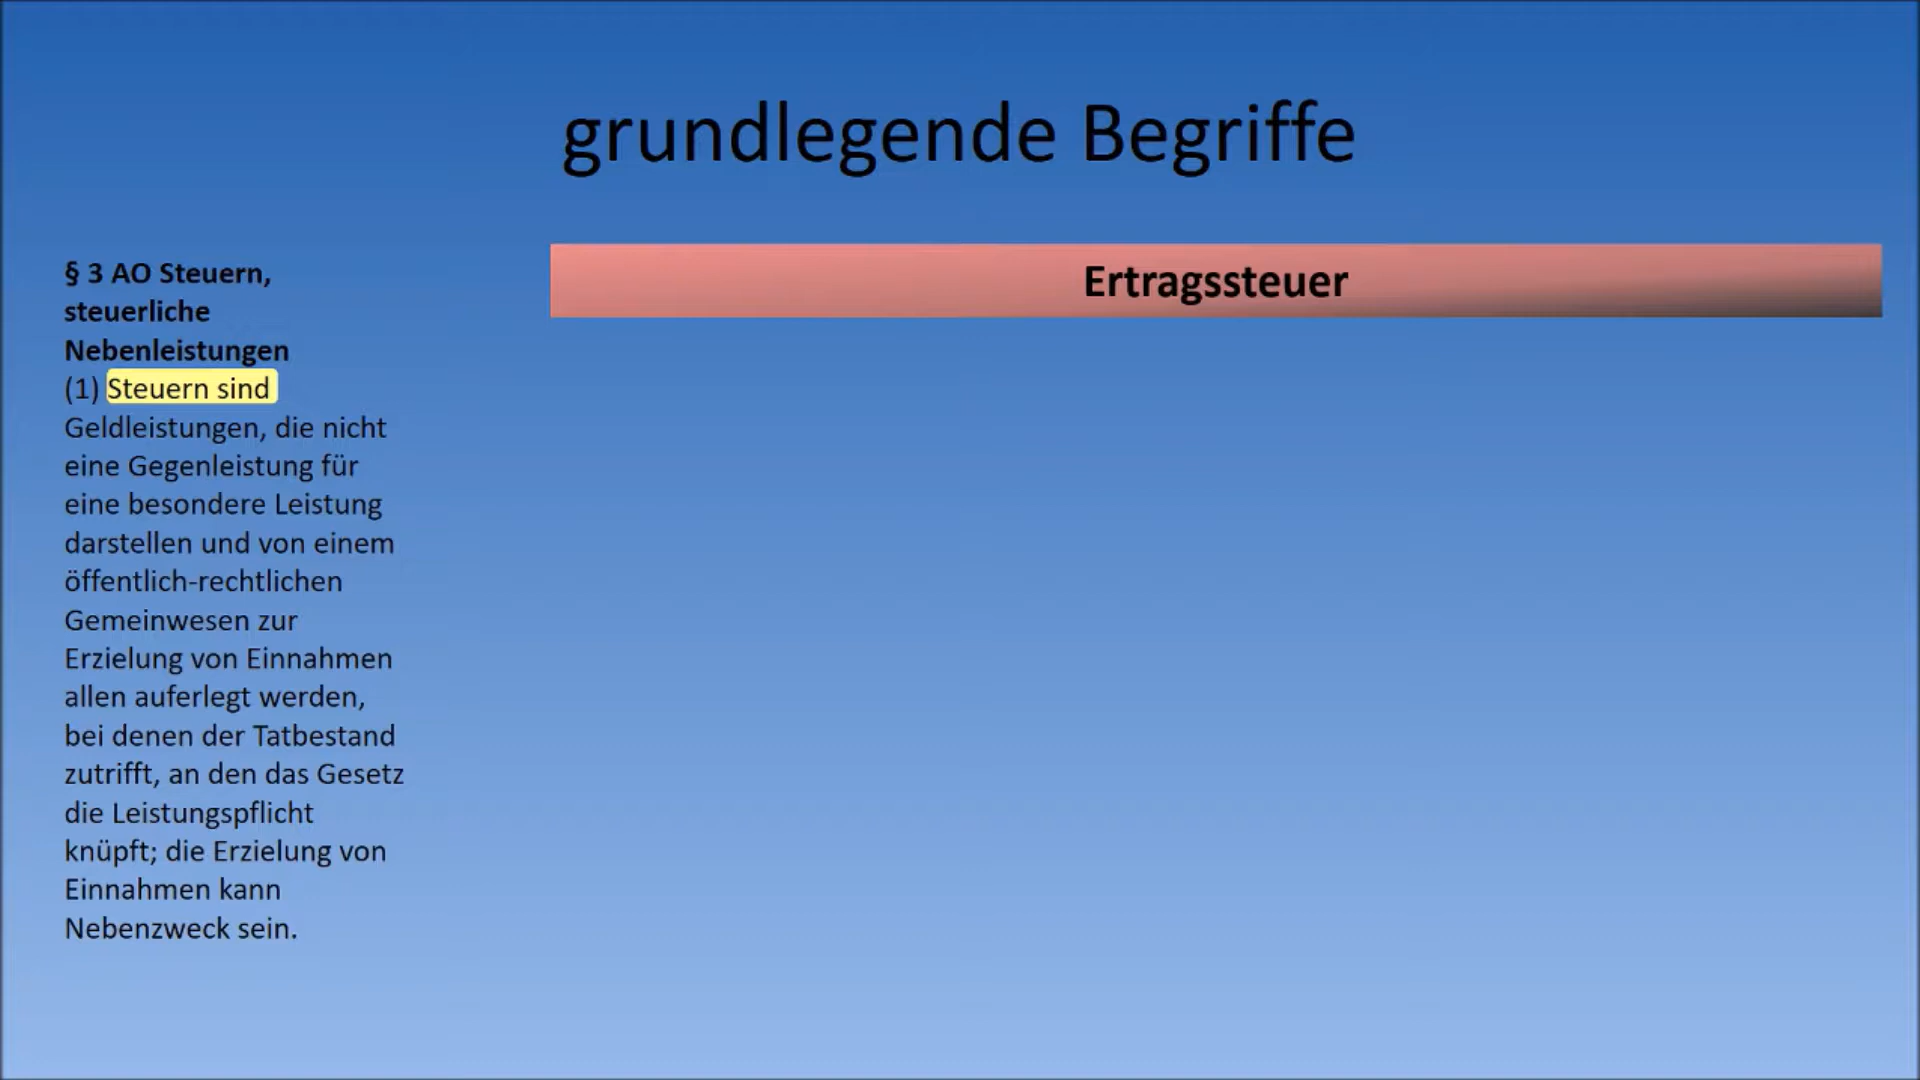 grundlegende Begriffe
§ 3 AO Steuern,
steuerliche
Nebenleistungen
(1) Steuern sind
Geldleistungen, die nicht
eine Gegenleistung für
eine besondere Leistung
darstellen und von einem
öffentlich-rechtlichen
Gemeinwesen zur
Erzielung von Einnahmen
allen auferlegt werden,
bei denen der Tatbestand
zutrifft, an den das Gesetz
die Leistungspflicht
knüpft; die Erzielung von
Einnahmen kann
Nebenzweck sein.
Ertragssteuer